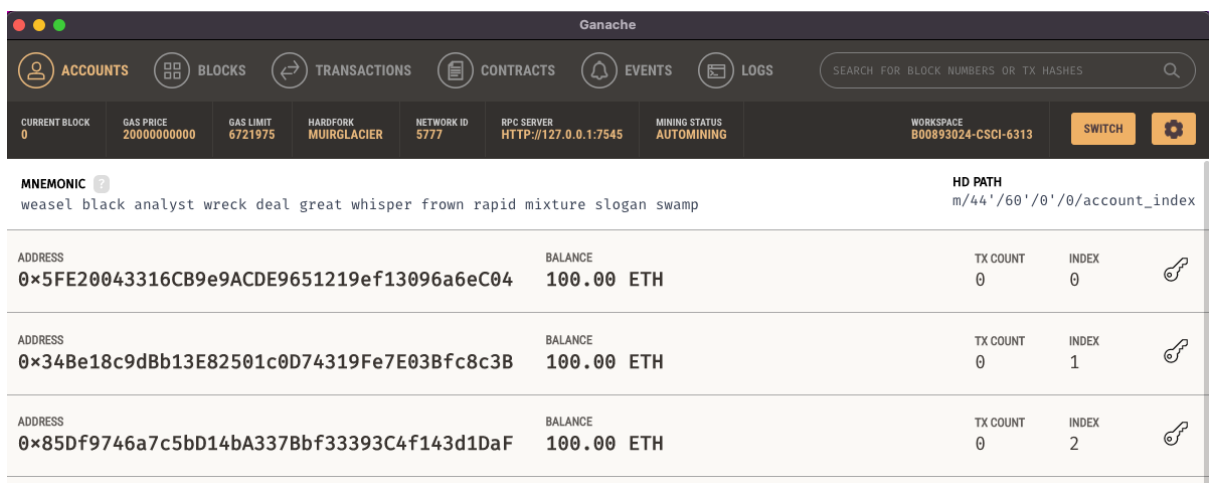 Ganache
ACCOUNTS BLOCKS TRANSACTIONS CONTRACTS EVENTS LOGS SEARCH FOR BLOCK NUMBERS OR TX HASHES
CURRENT BLOCK GAS PRICE GAS LIMIT HARDFORK NETWORK ID RPC SERVER MINING STATUS WORKSPACE
0 20000000000 6721975 MUIRGLACIER 5777 HTTP://127.0.0.1:7545 AUTOMINING B00893024-CSCI-6313 SWITCH
MNEMONIC ? HD PATH
weasel black analyst wreck deal great whisper frown rapid mixture slogan swamp m/44'/60'/0'/0/account_index
ADDRESS BALANCE TX COUNT INDEX
0×5FE20043316CB9e9ACDE9651219ef13096a6eC04 100.00 ETH 0 0
ADDRESS BALANCE TX COUNT INDEX
0×34Be18c9dBb13E82501c0D74319Fe7E03Bfc8c3B 100.00 ETH 0 1
ADDRESS BALANCE TX COUNT INDEX
0×85Df9746a7c5bD14bA337Bbf33393C4f143d1DaF 100.00 ETH 0 2